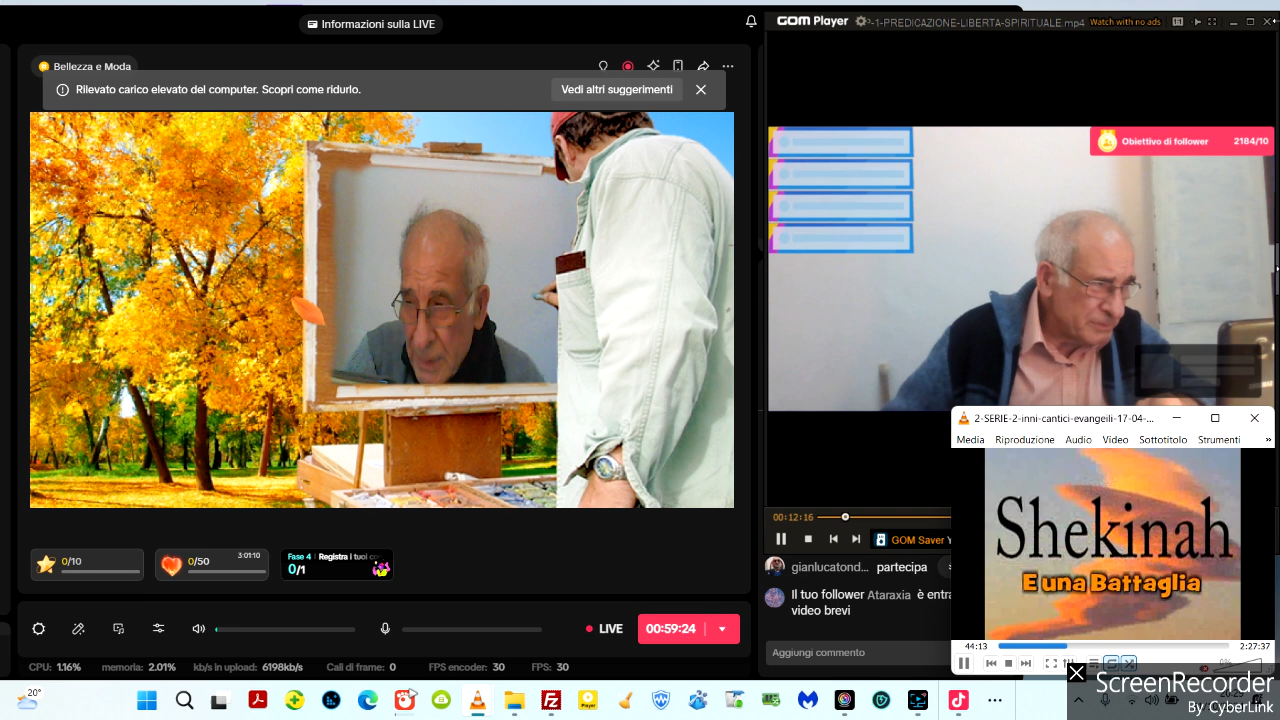 Informazioni sulla LIVE
Bellezza e Moda
Rilevato carico elevato del computer. Scopri come ridurlo.
Vedi altri suggerimenti
0/10
0/50
3:01:10
Fase 4 | Registra i tuoi co
0/1
LIVE
00:59:24
CPU: 1.16%
memoria: 2.01%
kb/s in upload: 6198kb/s
Cali di frame: 0
FPS encoder: 30
FPS: 30
GOM Player
-1-PREDICAZIONE-LIBERTA-SPIRITUALE.mp4
Watch with no ads
Obiettivo di follower 2184/10
00:12:16
GOM Saver
gianlucatond... partecipa
Il tuo follower Ataraxia è entra
video brevi
Aggiungi commento
2-SERIE-2-inni-cantici-evangeili-17-04-...
Media Riproduzione Audio Video Sottotitolo Strumenti »
Shekinah
E una Battaglia
44:13
2:27:37
20°
ScreenRecorder
By CyberLink